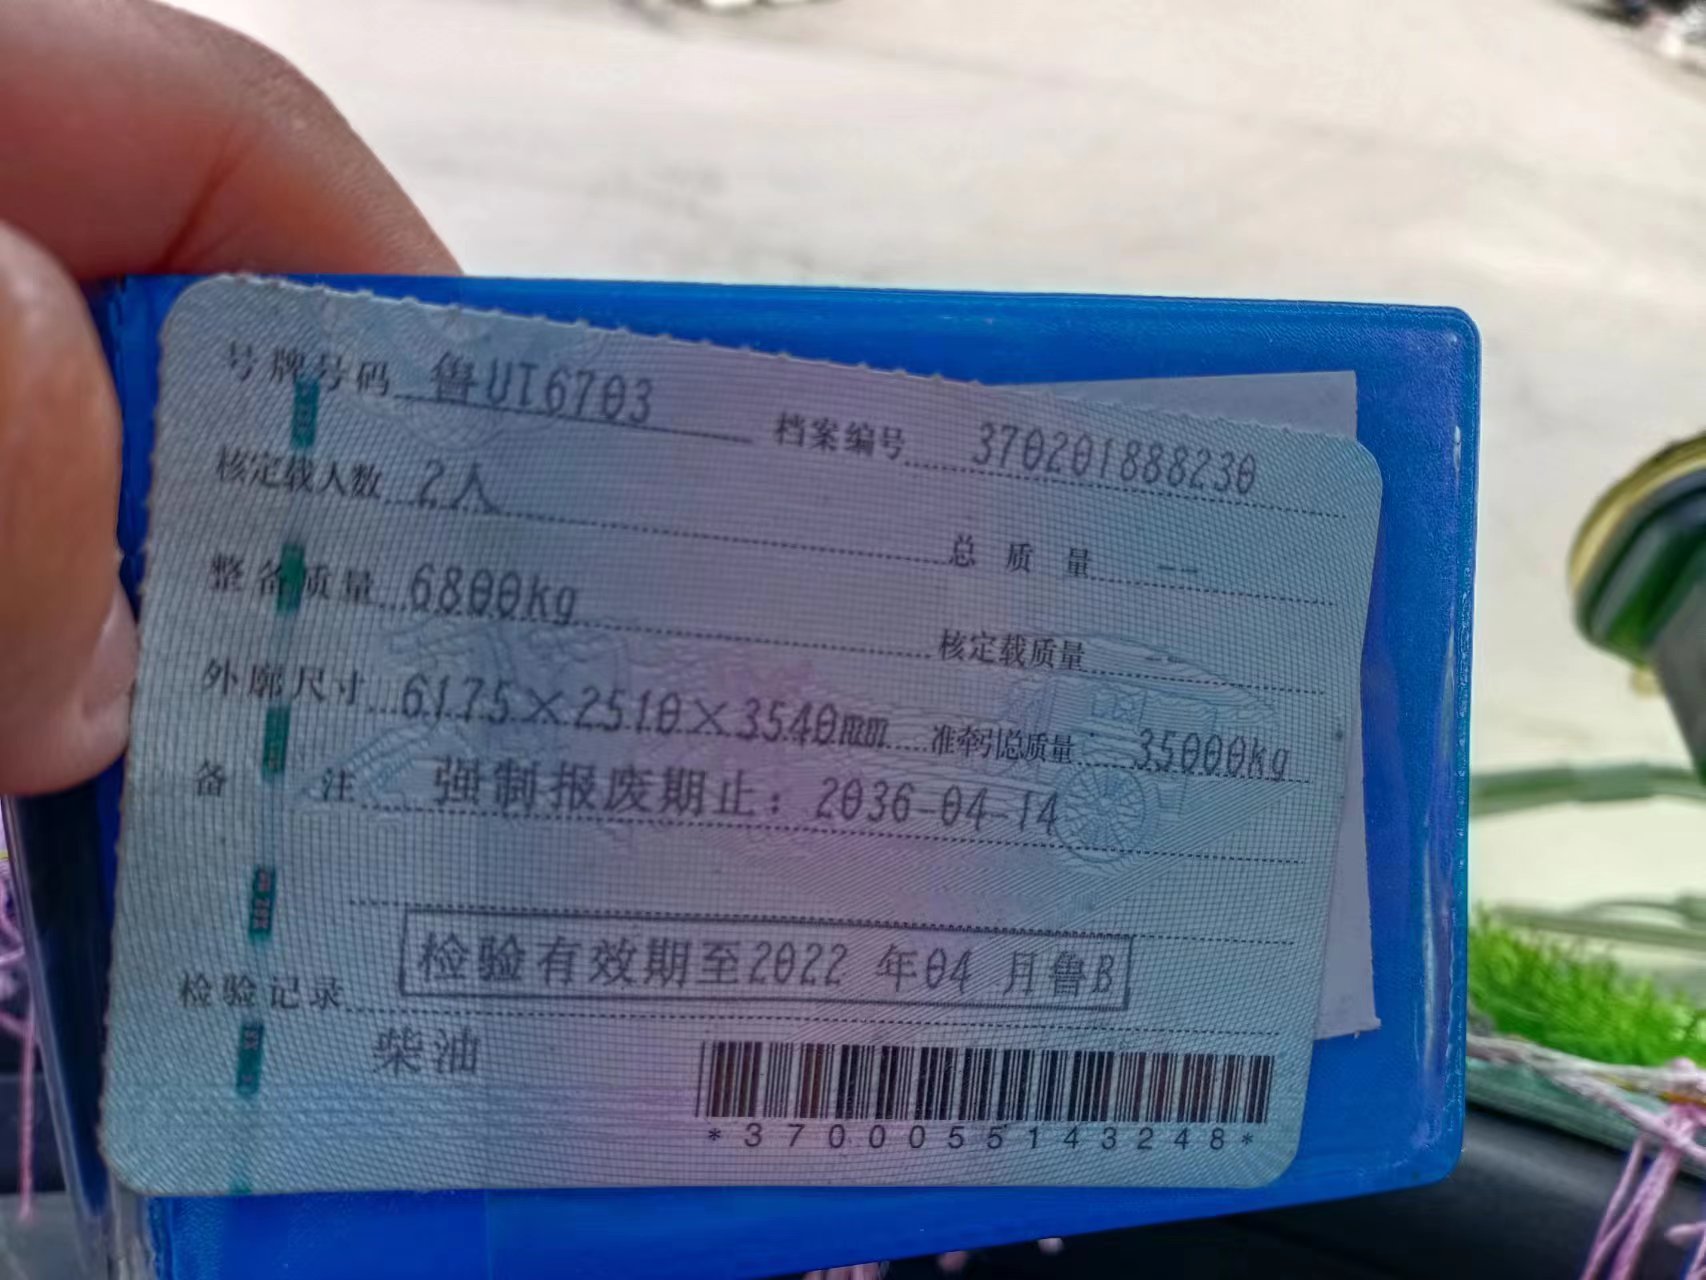 号牌号码 鲁UI6703 档案编号 370201888230
核定载人数 2人 总质量 --
整备质量 6800kg 核定载质量 --
外廓尺寸 6175×2510×3540mm 准牵引总质量 35000kg
备注 强制报废期止：2036-04-14
检验记录 检验有效期至2022 年04 月鲁B
柴油
*3700055143248*